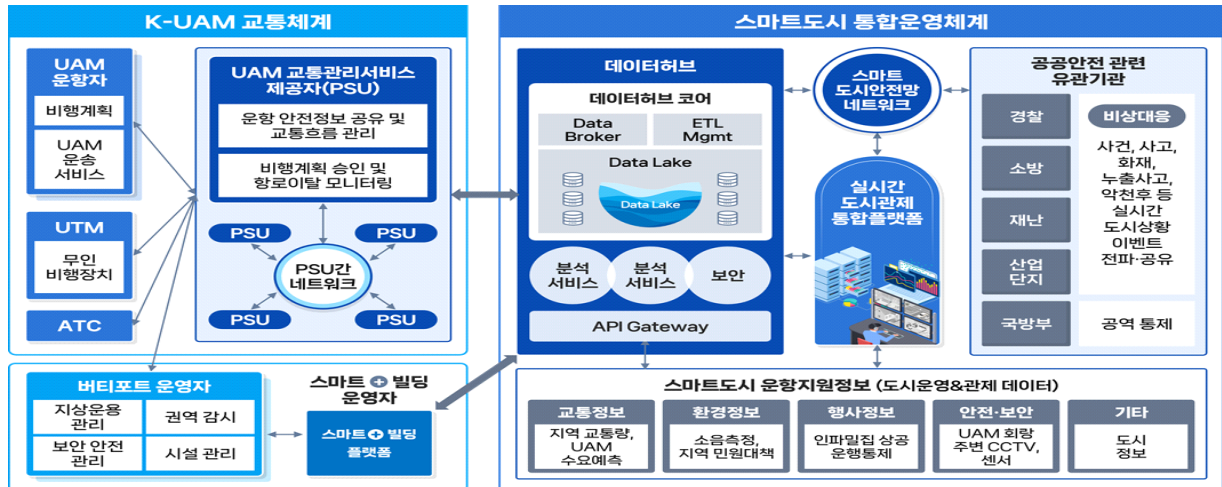 K-UAM 교통체계
UAM
운항자
비행계획
UAM
운송
서비스
UTM
무인
비행장치
ATC
UAM 교통관리서비스
제공자(PSU)
운항 안전정보 공유 및
교통흐름 관리
비행계획 승인 및
항로이탈 모니터링
PSU
PSU
PSU간
네트워크
PSU
PSU
버티포트 운영자
지상운용
관리
권역 감시
보안 안전
관리
시설 관리
스마트 + 빌딩
운영자
스마트+빌딩
플랫폼
스마트도시 통합운영체계
데이터허브
데이터허브 코어
Data
Broker
ETL
Mgmt
Data Lake
Data Lake
분석
서비스
분석
서비스
보안
API Gateway
스마트
도시안전망
네트워크
실시간
도시관제
통합플랫폼
공공안전 관련
유관기관
경찰
소방
재난
산업
단지
국방부
비상대응
사건, 사고,
화재,
누출사고,
악천후 등
실시간
도시상황
이벤트
전파·공유
공역 통제
스마트도시 운항지원정보 (도시운영&관제 데이터)
교통정보
지역 교통량,
UAM
수요예측
환경정보
소음측정,
지역 민원대책
행사정보
인파밀집 상공
운행통제
안전·보안
UAM 회랑
주변 CCTV,
센서
기타
도시
정보